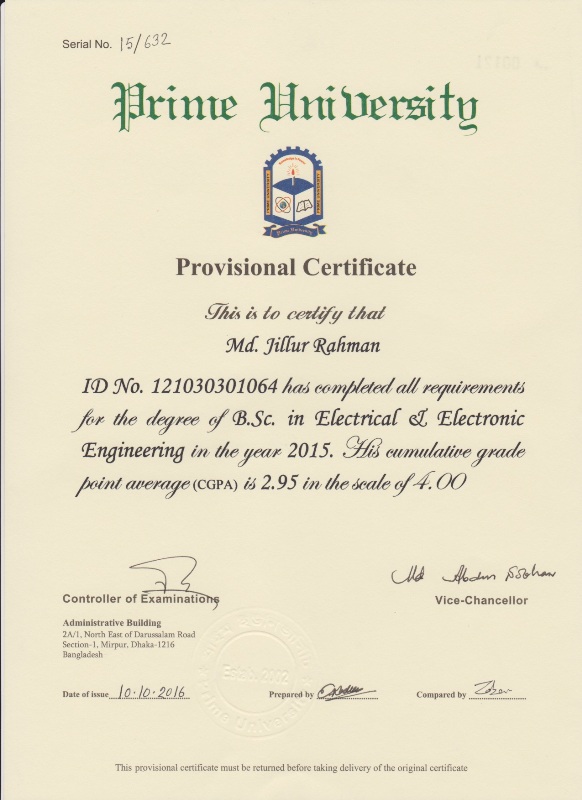 Serial No. 15/632
Prime University
Prime University
Provisional Certificate
This is to certify that
Md. Jillur Rahman
ID No. 121030301064 has completed all requirements
for the degree of B.Sc. in Electrical & Electronic
Engineering in the year 2015. His cumulative grade
point average (CGPA) is 2.95 in the scale of 4.00
Controller of Examinations
Md Abdus Sobhan
Vice-Chancellor
Administrative Building
2A/1, North East of Darussalam Road
Section-1, Mirpur, Dhaka-1216
Bangladesh
Estd. 2002
Prime University
Date of issue 10.10.2016
Prepared by
Compared by
This provisional certificate must be returned before taking delivery of the original certificate